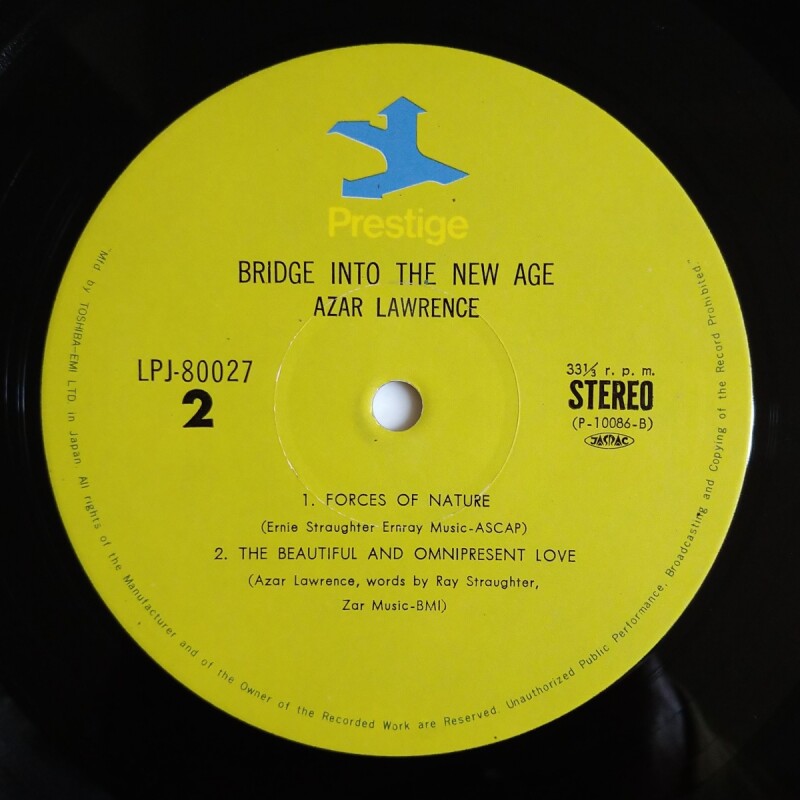 Prestige
BRIDGE INTO THE NEW AGE
AZAR LAWRENCE
LPJ-80027
2
33⅓ r. p. m.
STEREO
(P-10086-B)
JASRAC
1. FORCES OF NATURE
(Ernie Straughter Ernray Music-ASCAP)
2. THE BEAUTIFUL AND OMNIPRESENT LOVE
(Azar Lawrence, words by Ray Straughter,
Zar Music-BMI)
"Mfd by TOSHIBA-EMI LTD. in Japan. All rights of the Manufacturer and of the Owner of the Recorded Work are Reserved. Unauthorized Public Performance, Broadcasting and Copying of the Record Prohibited."